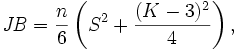 JB = \frac{n}{6} \left( S^2 + \frac{(K-3)^2}{4} \right),